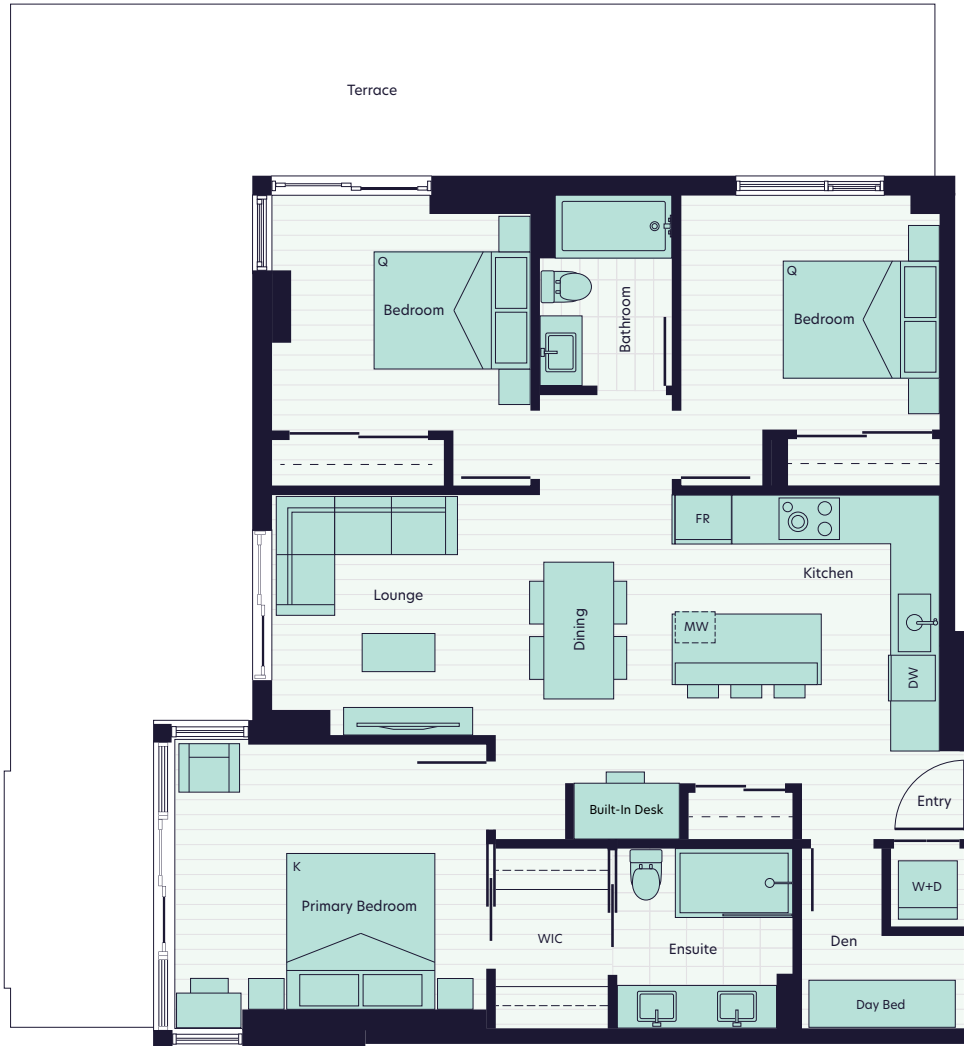 Terrace
Q
Bedroom
Bathroom
Q
Bedroom
FR
Kitchen
Lounge
Dining
MW
DW
Built-In Desk
Entry
K
Primary Bedroom
WIC
Ensuite
W+D
Den
Day Bed